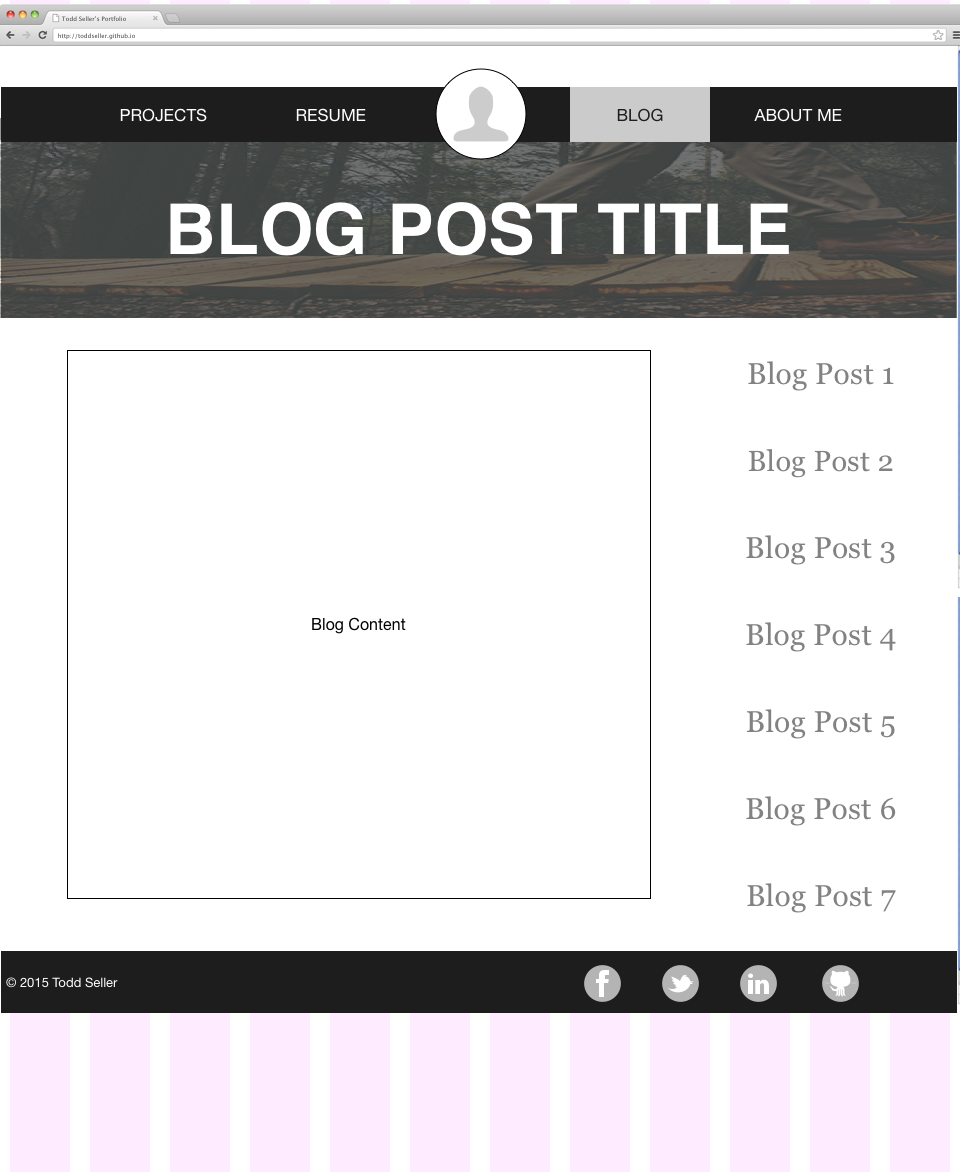 Todd Seller's Portfolio
http://toddseller.github.io
PROJECTS RESUME BLOG ABOUT ME
BLOG POST TITLE
Blog Content
Blog Post 1
Blog Post 2
Blog Post 3
Blog Post 4
Blog Post 5
Blog Post 6
Blog Post 7
© 2015 Todd Seller